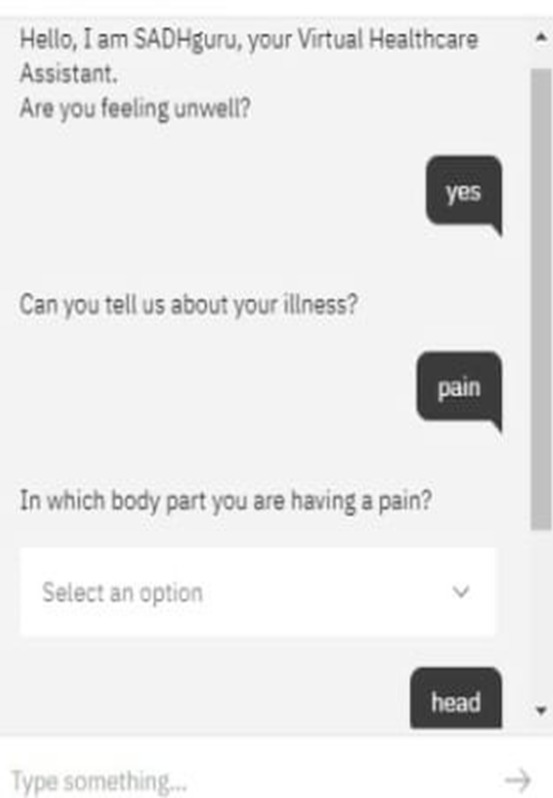 Hello, I am SADHguru, your Virtual Healthcare
Assistant.
Are you feeling unwell?
yes
Can you tell us about your illness?
pain
In which body part you are having a pain?
Select an option
head
Type something...